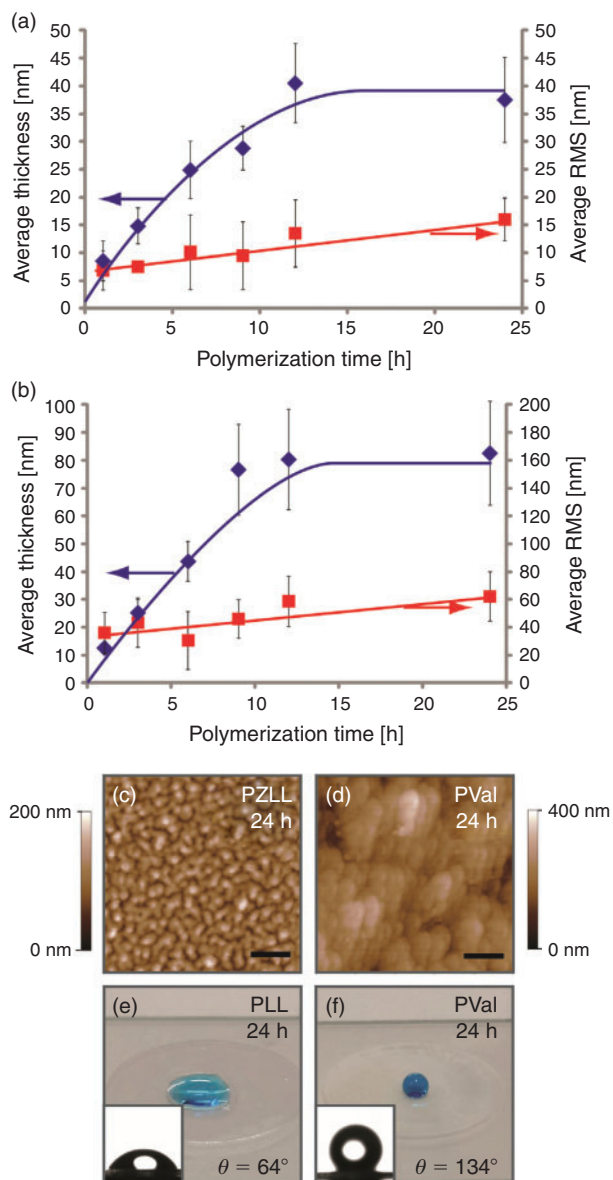 (a)
50 50
45 45
40 40
35 35
30 30
25 25
20 20
15 15
10 10
5 5
0 0
Average thickness [nm]
Average RMS [nm]
0 5 10 15 20 25
Polymerization time [h]
(b)
100 200
90 180
80 160
70 140
60 120
50 100
40 80
30 60
20 40
10 20
0 0
Average thickness [nm]
Average RMS [nm]
0 5 10 15 20 25
Polymerization time [h]
200 nm
0 nm
(c) PZLL
24 h
(d) PVal
24 h
400 nm
0 nm
(e) PLL
24 h
θ = 64°
(f) PVal
24 h
θ = 134°